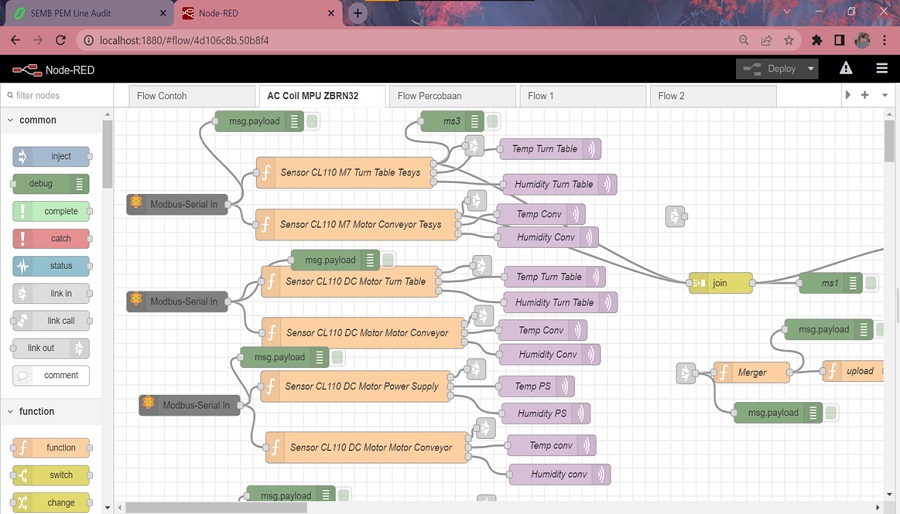 SEMB PEM Line Audit
Node-RED
localhost:1880/#flow/4d106c8b.50b8f4
Node-RED
Deploy
filter nodes
Flow Contoh
AC Coil MPU ZBRN32
Flow Percobaan
Flow 1
Flow 2
common
inject
debug
complete
catch
status
link in
link call
link out
comment
function
function
switch
change
msg.payload
ms3
Temp Turn Table
Sensor CL110 M7 Turn Table Tesys
Humidity Turn Table
Modbus-Serial In
Temp Conv
Sensor CL110 M7 Motor Conveyor Tesys
Humidity Conv
msg.payload
Temp Turn Table
Sensor CL110 DC Motor Turn Table
join
ms1
Modbus-Serial In
Humidity Turn Table
Sensor CL110 DC Motor Motor Conveyor
Temp Conv
msg.payload
msg.payload
Humidity Conv
Merger
upload
Sensor CL110 DC Motor Power Supply
Temp PS
Modbus-Serial In
Humidity PS
msg.payload
Sensor CL110 DC Motor Motor Conveyor
Temp conv
Humidity conv
msg.payload